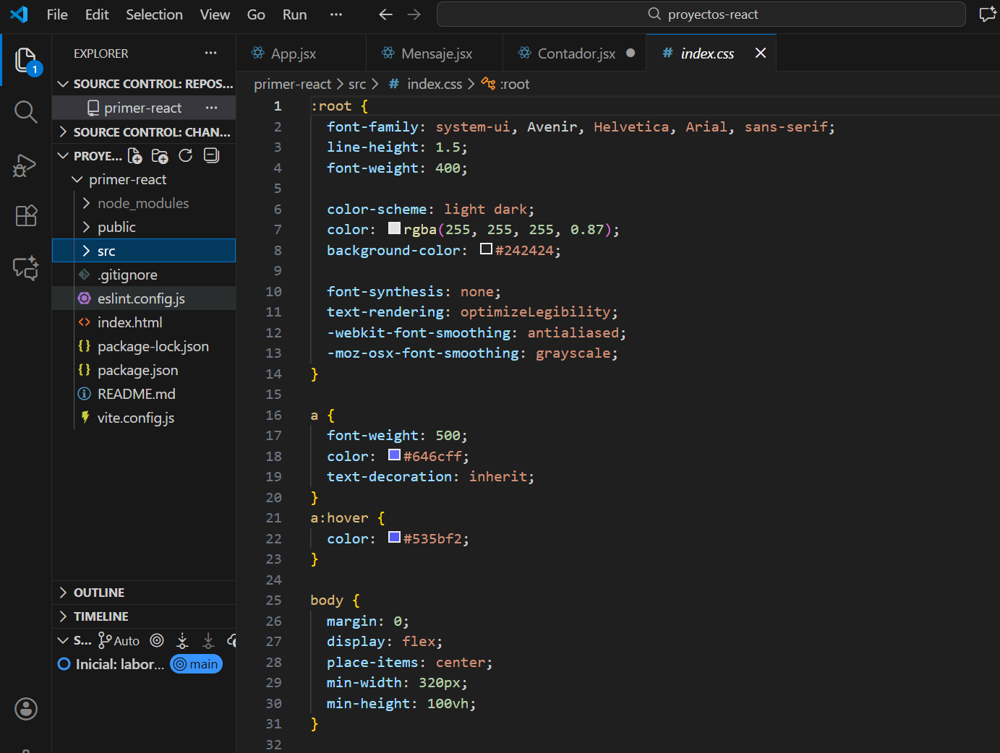 File Edit Selection View Go Run ··· proyectos-react
EXPLORER ···
SOURCE CONTROL: REPOS...
primer-react ···
SOURCE CONTROL: CHAN...
PROYE...
primer-react
node_modules
public
src
.gitignore
eslint.config.js
index.html
package-lock.json
package.json
README.md
vite.config.js
OUTLINE
TIMELINE
S... Auto
Inicial: labor... main
1
App.jsx Mensaje.jsx Contador.jsx # index.css
primer-react > src > # index.css > :root
1 :root {
2 font-family: system-ui, Avenir, Helvetica, Arial, sans-serif;
3 line-height: 1.5;
4 font-weight: 400;
5
6 color-scheme: light dark;
7 color: rgba(255, 255, 255, 0.87);
8 background-color: #242424;
9
10 font-synthesis: none;
11 text-rendering: optimizeLegibility;
12 -webkit-font-smoothing: antialiased;
13 -moz-osx-font-smoothing: grayscale;
14 }
15
16 a {
17 font-weight: 500;
18 color: #646cff;
19 text-decoration: inherit;
20 }
21 a:hover {
22 color: #535bf2;
23 }
24
25 body {
26 margin: 0;
27 display: flex;
28 place-items: center;
29 min-width: 320px;
30 min-height: 100vh;
31 }
32